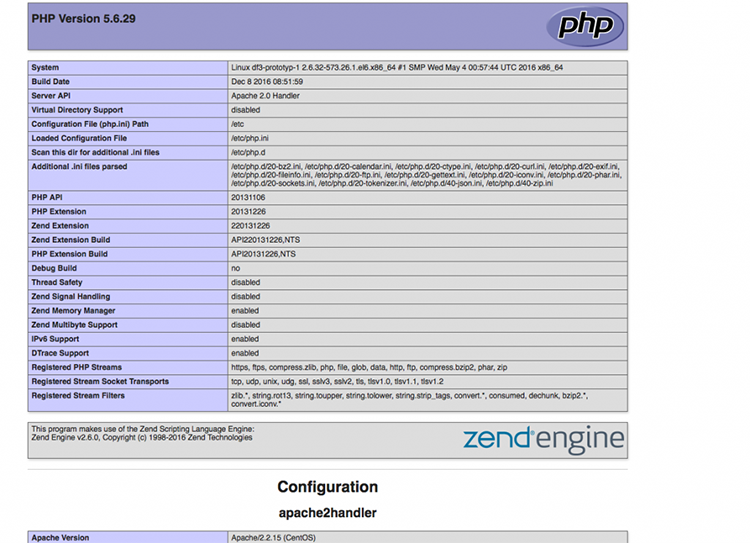 PHP Version 5.6.29
php
System Linux df3-prototyp-1 2.6.32-573.26.1.el6.x86_64 #1 SMP Wed May 4 00:57:44 UTC 2016 x86_64
Build Date Dec 8 2016 08:51:59
Server API Apache 2.0 Handler
Virtual Directory Support disabled
Configuration File (php.ini) Path /etc
Loaded Configuration File /etc/php.ini
Scan this dir for additional .ini files /etc/php.d
Additional .ini files parsed /etc/php.d/20-bz2.ini, /etc/php.d/20-calendar.ini, /etc/php.d/20-ctype.ini, /etc/php.d/20-curl.ini, /etc/php.d/20-exif.ini,
/etc/php.d/20-fileinfo.ini, /etc/php.d/20-ftp.ini, /etc/php.d/20-gettext.ini, /etc/php.d/20-iconv.ini, /etc/php.d/20-phar.ini,
/etc/php.d/20-sockets.ini, /etc/php.d/20-tokenizer.ini, /etc/php.d/40-json.ini, /etc/php.d/40-zip.ini
PHP API 20131106
PHP Extension 20131226
Zend Extension 220131226
Zend Extension Build API220131226,NTS
PHP Extension Build API20131226,NTS
Debug Build no
Thread Safety disabled
Zend Signal Handling disabled
Zend Memory Manager enabled
Zend Multibyte Support disabled
IPv6 Support enabled
DTrace Support enabled
Registered PHP Streams https, ftps, compress.zlib, php, file, glob, data, http, ftp, compress.bzip2, phar, zip
Registered Stream Socket Transports tcp, udp, unix, udg, ssl, sslv3, sslv2, tls, tlsv1.0, tlsv1.1, tlsv1.2
Registered Stream Filters zlib.*, string.rot13, string.toupper, string.tolower, string.strip_tags, convert.*, consumed, dechunk, bzip2.*,
convert.iconv.*
This program makes use of the Zend Scripting Language Engine:
Zend Engine v2.6.0, Copyright (c) 1998-2016 Zend Technologies
zend engine
Configuration
apache2handler
Apache Version Apache/2.2.15 (CentOS)